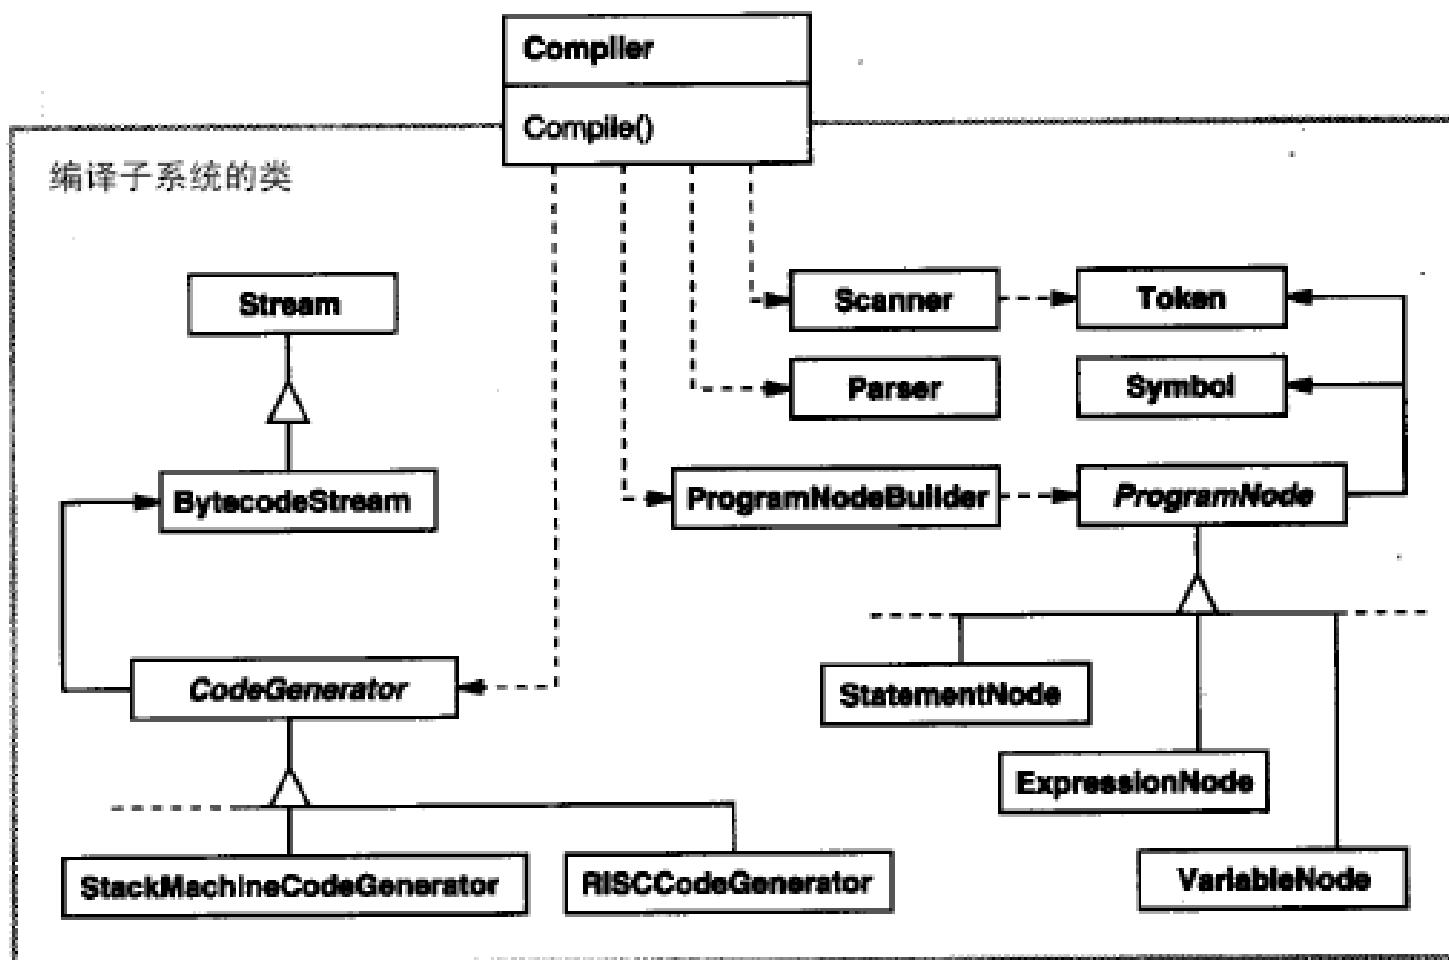 Compiler
Compile()
编译子系统的类
Stream
Scanner
Token
Parser
Symbol
BytecodeStream
ProgramNodeBuilder
ProgramNode
CodeGenerator
StatementNode
ExpressionNode
StackMachineCodeGenerator
RISCCodeGenerator
VariableNode